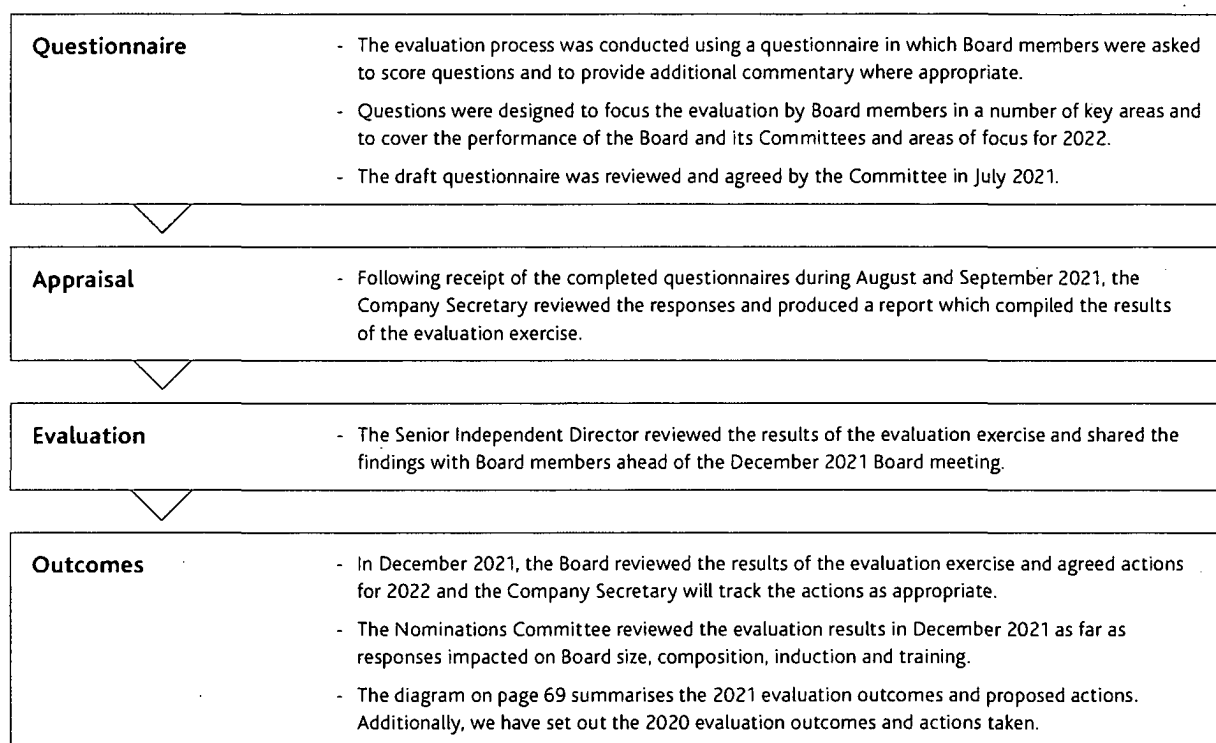 Questionnaire
- The evaluation process was conducted using a questionnaire in which Board members were asked
to score questions and to provide additional commentary where appropriate.
- Questions were designed to focus the evaluation by Board members in a number of key areas and
to cover the performance of the Board and its Committees and areas of focus for 2022.
- The draft questionnaire was reviewed and agreed by the Committee in July 2021.
Appraisal
- Following receipt of the completed questionnaires during August and September 2021, the
Company Secretary reviewed the responses and produced a report which compiled the results
of the evaluation exercise.
Evaluation
- The Senior Independent Director reviewed the results of the evaluation exercise and shared the
findings with Board members ahead of the December 2021 Board meeting.
Outcomes
- In December 2021, the Board reviewed the results of the evaluation exercise and agreed actions
for 2022 and the Company Secretary will track the actions as appropriate.
- The Nominations Committee reviewed the evaluation results in December 2021 as far as
responses impacted on Board size, composition, induction and training.
- The diagram on page 69 summarises the 2021 evaluation outcomes and proposed actions.
Additionally, we have set out the 2020 evaluation outcomes and actions taken.